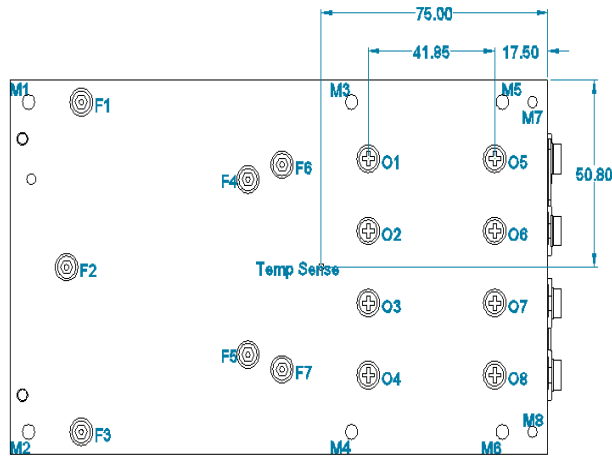 75.00
41.85 17.50
M1 M3 M5
F1 M7
F6 O1 O5
F4 50.80
O2 O6
F2 Temp Sense
O3 O7
F5
F7 O4 O8
M8
F3
M2 M4 M6